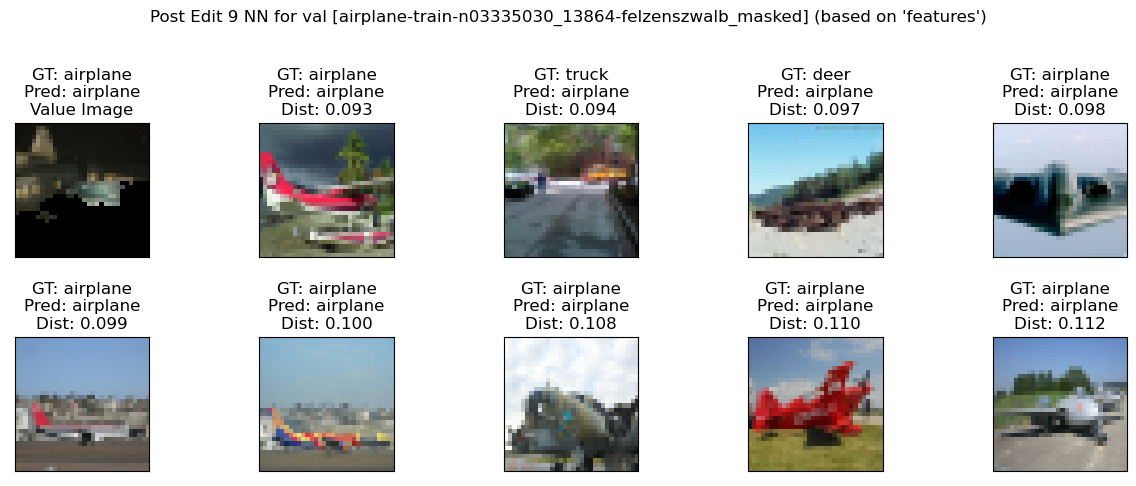 Post Edit 9 NN for val [airplane-train-n03335030_13864-felzenszwalb_masked] (based on 'features')
GT: airplane
Pred: airplane
Value Image
GT: airplane
Pred: airplane
Dist: 0.093
GT: truck
Pred: airplane
Dist: 0.094
GT: deer
Pred: airplane
Dist: 0.097
GT: airplane
Pred: airplane
Dist: 0.098
GT: airplane
Pred: airplane
Dist: 0.099
GT: airplane
Pred: airplane
Dist: 0.100
GT: airplane
Pred: airplane
Dist: 0.108
GT: airplane
Pred: airplane
Dist: 0.110
GT: airplane
Pred: airplane
Dist: 0.112